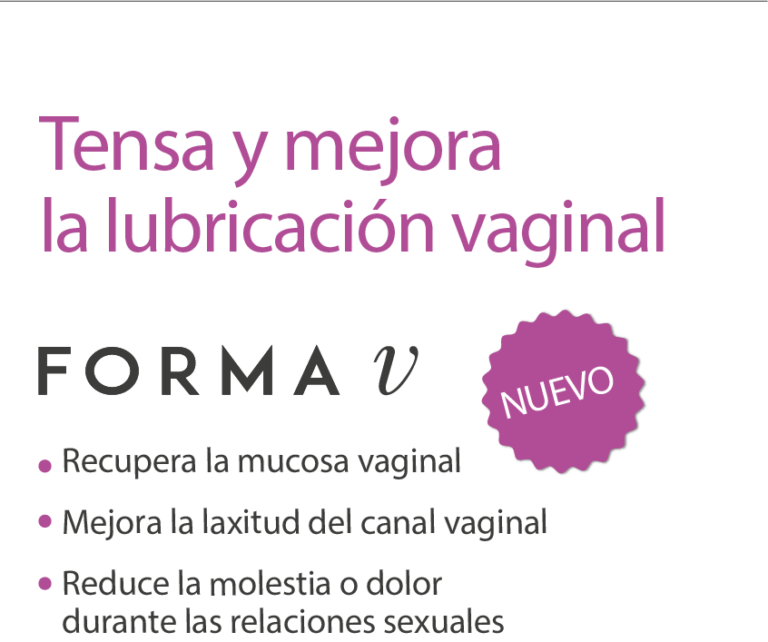 Tensa y mejora
la lubricación vaginal
FORMA v
NUEVO
• Recupera la mucosa vaginal
• Mejora la laxitud del canal vaginal
• Reduce la molestia o dolor
durante las relaciones sexuales